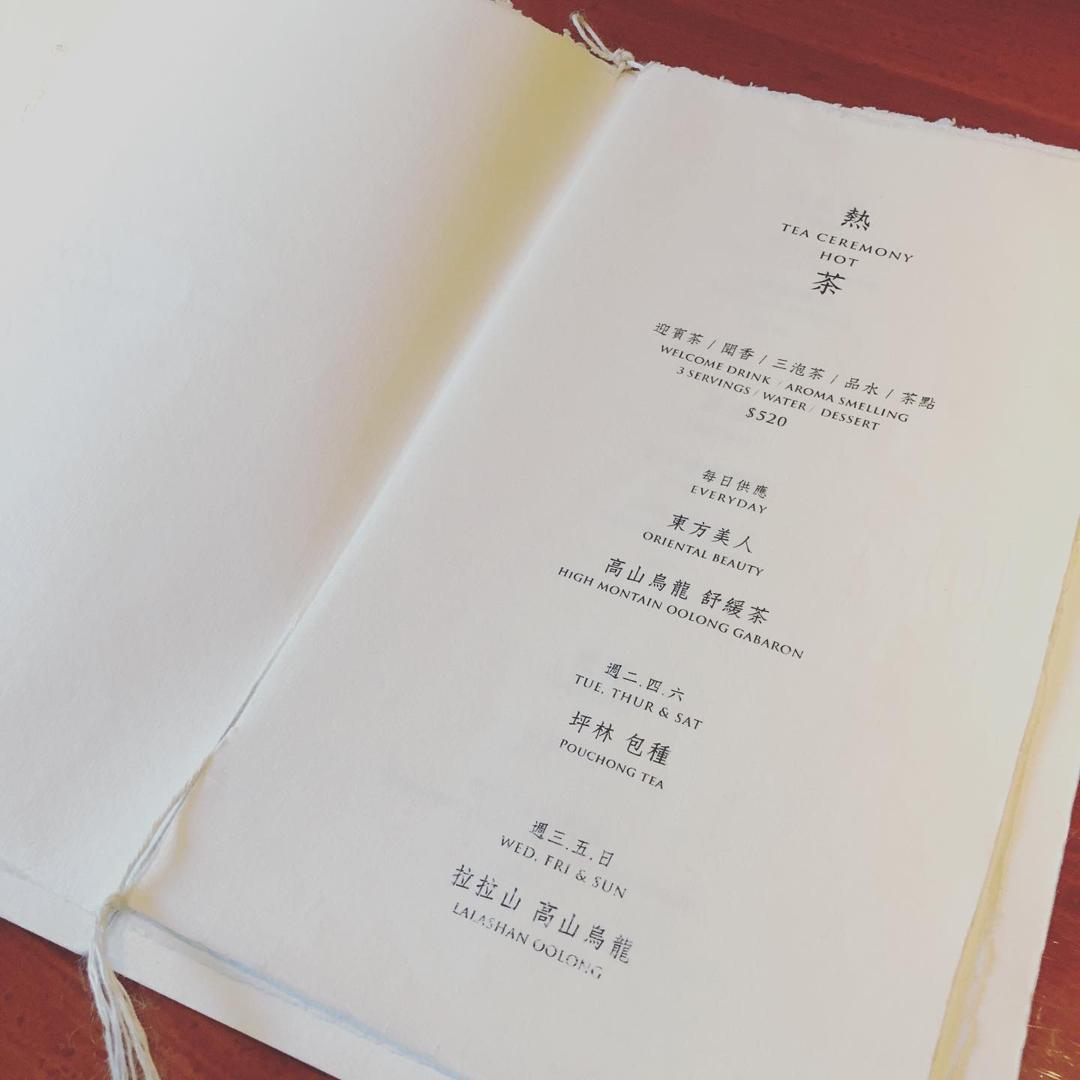 熱
TEA CEREMONY
HOT
茶
迎賓茶 / 聞香 / 三泡茶 / 品水 / 茶點
WELCOME DRINK / AROMA SMELLING
3 SERVINGS / WATER / DESSERT
$520
每日供應
EVERYDAY
東方美人
ORIENTAL BEAUTY
高山烏龍 舒緩茶
HIGH MONTAIN OOLONG GABARON
週二.四.六
TUE, THUR & SAT
坪林 包種
POUCHONG TEA
週三.五.日
WED, FRI & SUN
拉拉山 高山烏龍
LALASHAN OOLONG